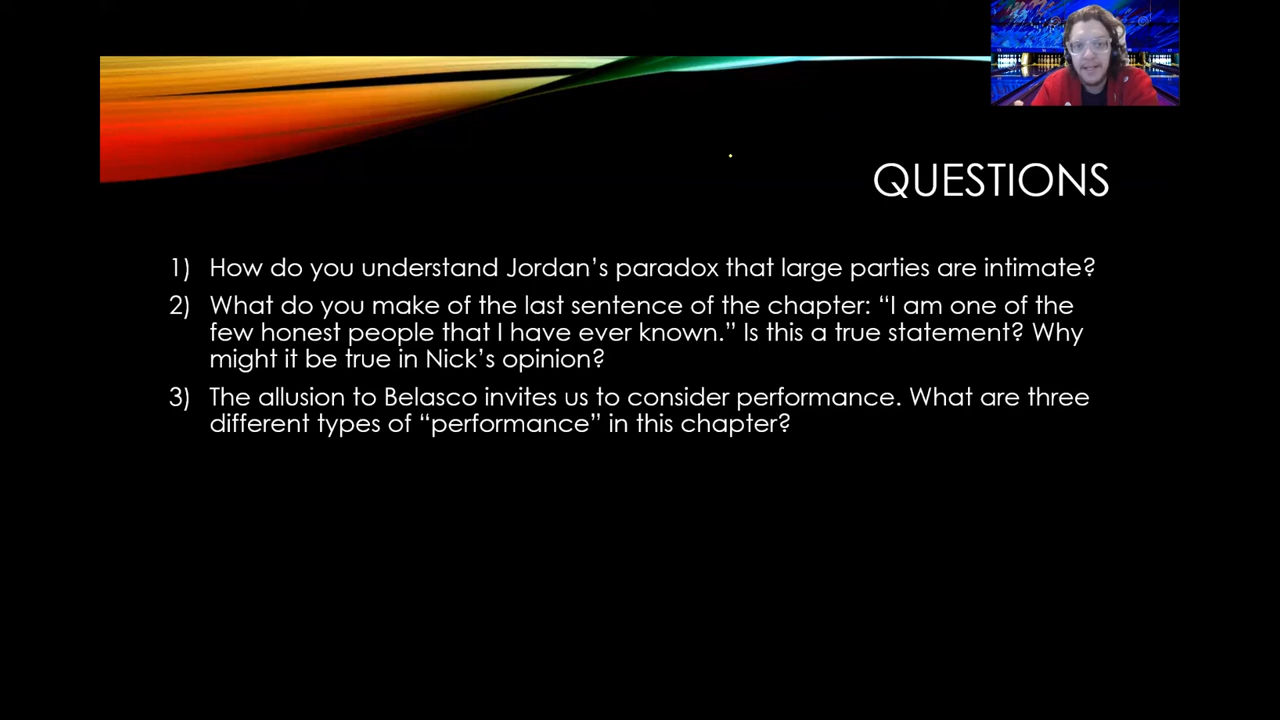 QUESTIONS
1) How do you understand Jordan’s paradox that large parties are intimate?
2) What do you make of the last sentence of the chapter: “I am one of the
few honest people that I have ever known.” Is this a true statement? Why
might it be true in Nick’s opinion?
3) The allusion to Belasco invites us to consider performance. What are three
different types of “performance” in this chapter?